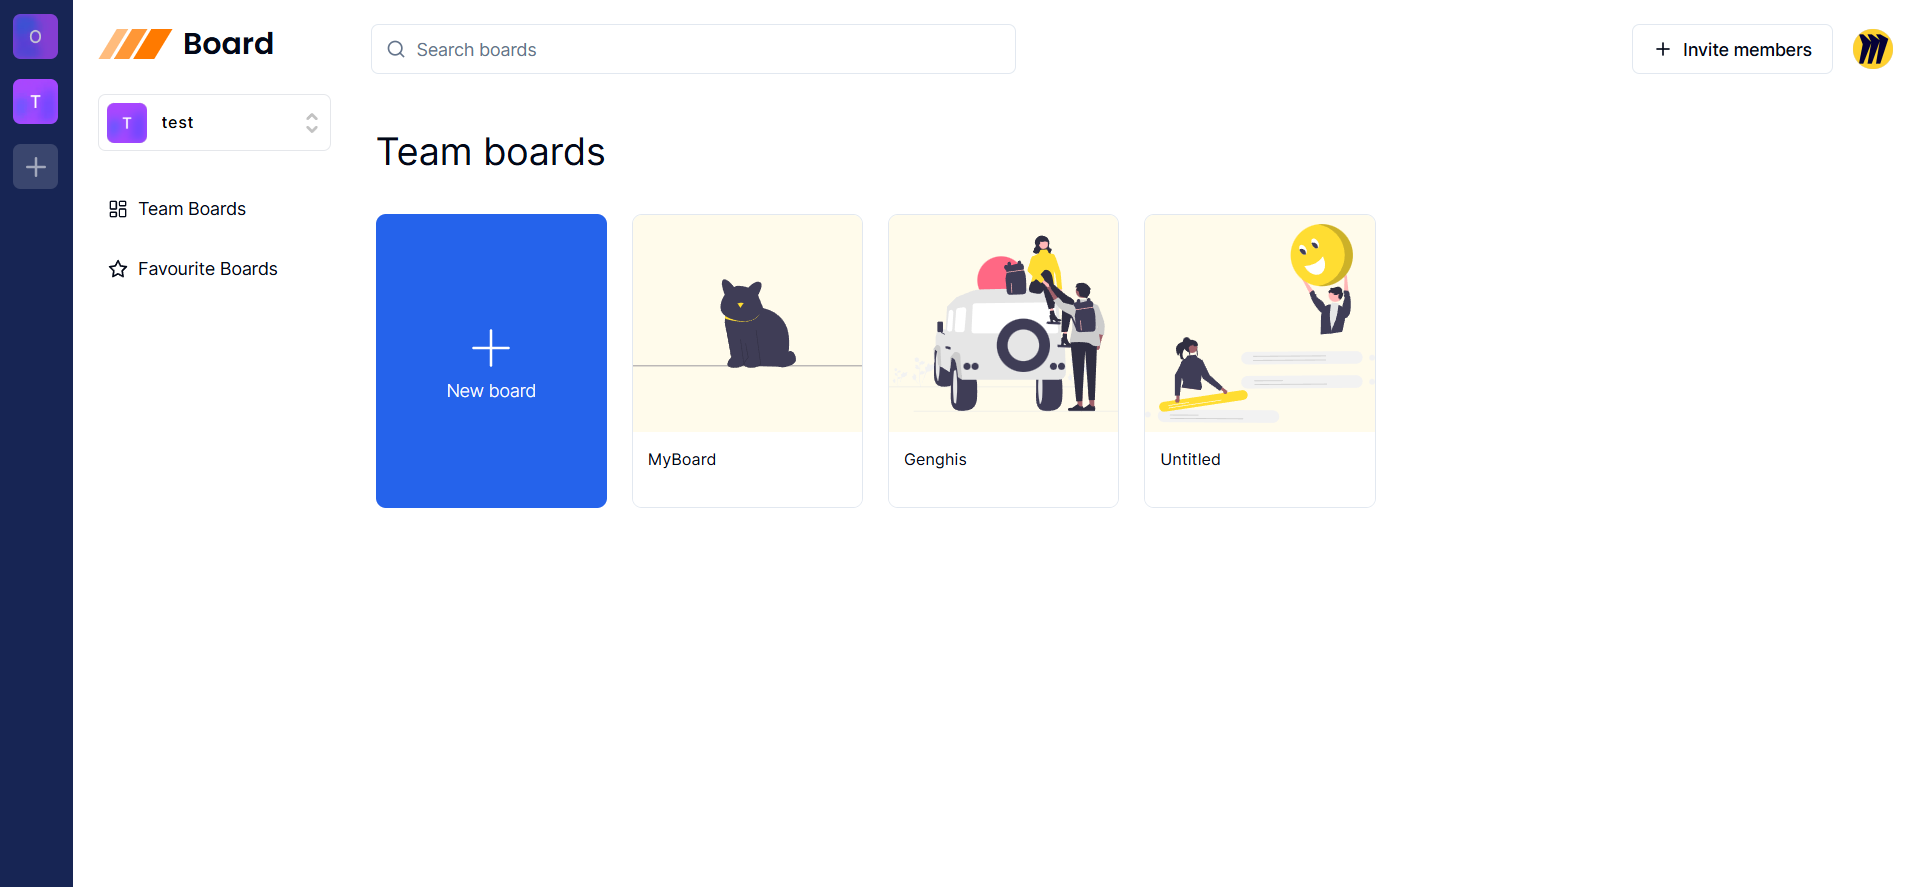 O
T
Board
Search boards
Invite members
T
test
Team Boards
Favourite Boards
Team boards
New board
MyBoard
Genghis
Untitled